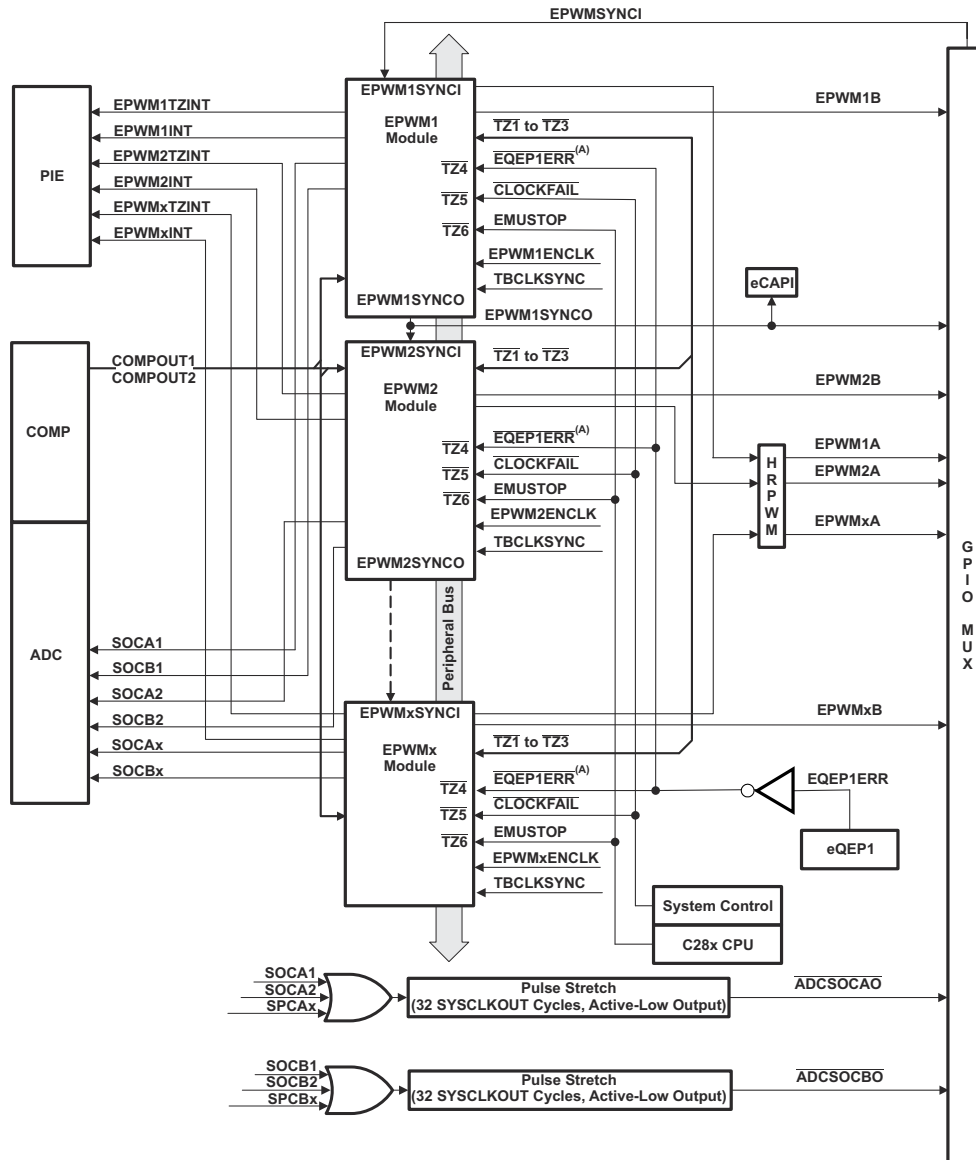 EPWMSYNCI
EPWM1SYNCI
EPWM1
Module
TZ4
TZ5
TZ6
EPWM1SYNCO
PIE
EPWM1TZINT
EPWM1INT
EPWM2TZINT
EPWM2INT
EPWMxTZINT
EPWMxINT
EPWM1B
TZ1 to TZ3
EQEP1ERR(A)
CLOCKFAIL
EMUSTOP
EPWM1ENCLK
TBCLKSYNC
eCAPI
EPWM1SYNCO
COMP
COMPOUT1
COMPOUT2
EPWM2SYNCI
EPWM2
Module
TZ4
TZ5
TZ6
EPWM2SYNCO
TZ1 to TZ3
EPWM2B
EQEP1ERR(A)
CLOCKFAIL
EMUSTOP
EPWM2ENCLK
TBCLKSYNC
HRPWM
EPWM1A
EPWM2A
EPWMxA
GPIO MUX
ADC
SOCA1
SOCB1
SOCA2
SOCB2
SOCAx
SOCBx
Peripheral Bus
EPWMxSYNCI
EPWMx
Module
TZ4
TZ5
TZ6
EPWMxB
TZ1 to TZ3
EQEP1ERR(A)
CLOCKFAIL
EMUSTOP
EPWMxENCLK
TBCLKSYNC
EQEP1ERR
eQEP1
System Control
C28x CPU
SOCA1
SOCA2
SPCAx
Pulse Stretch
(32 SYSCLKOUT Cycles, Active-Low Output)
ADCSOCAO
SOCB1
SOCB2
SPCBx
Pulse Stretch
(32 SYSCLKOUT Cycles, Active-Low Output)
ADCSOCBO